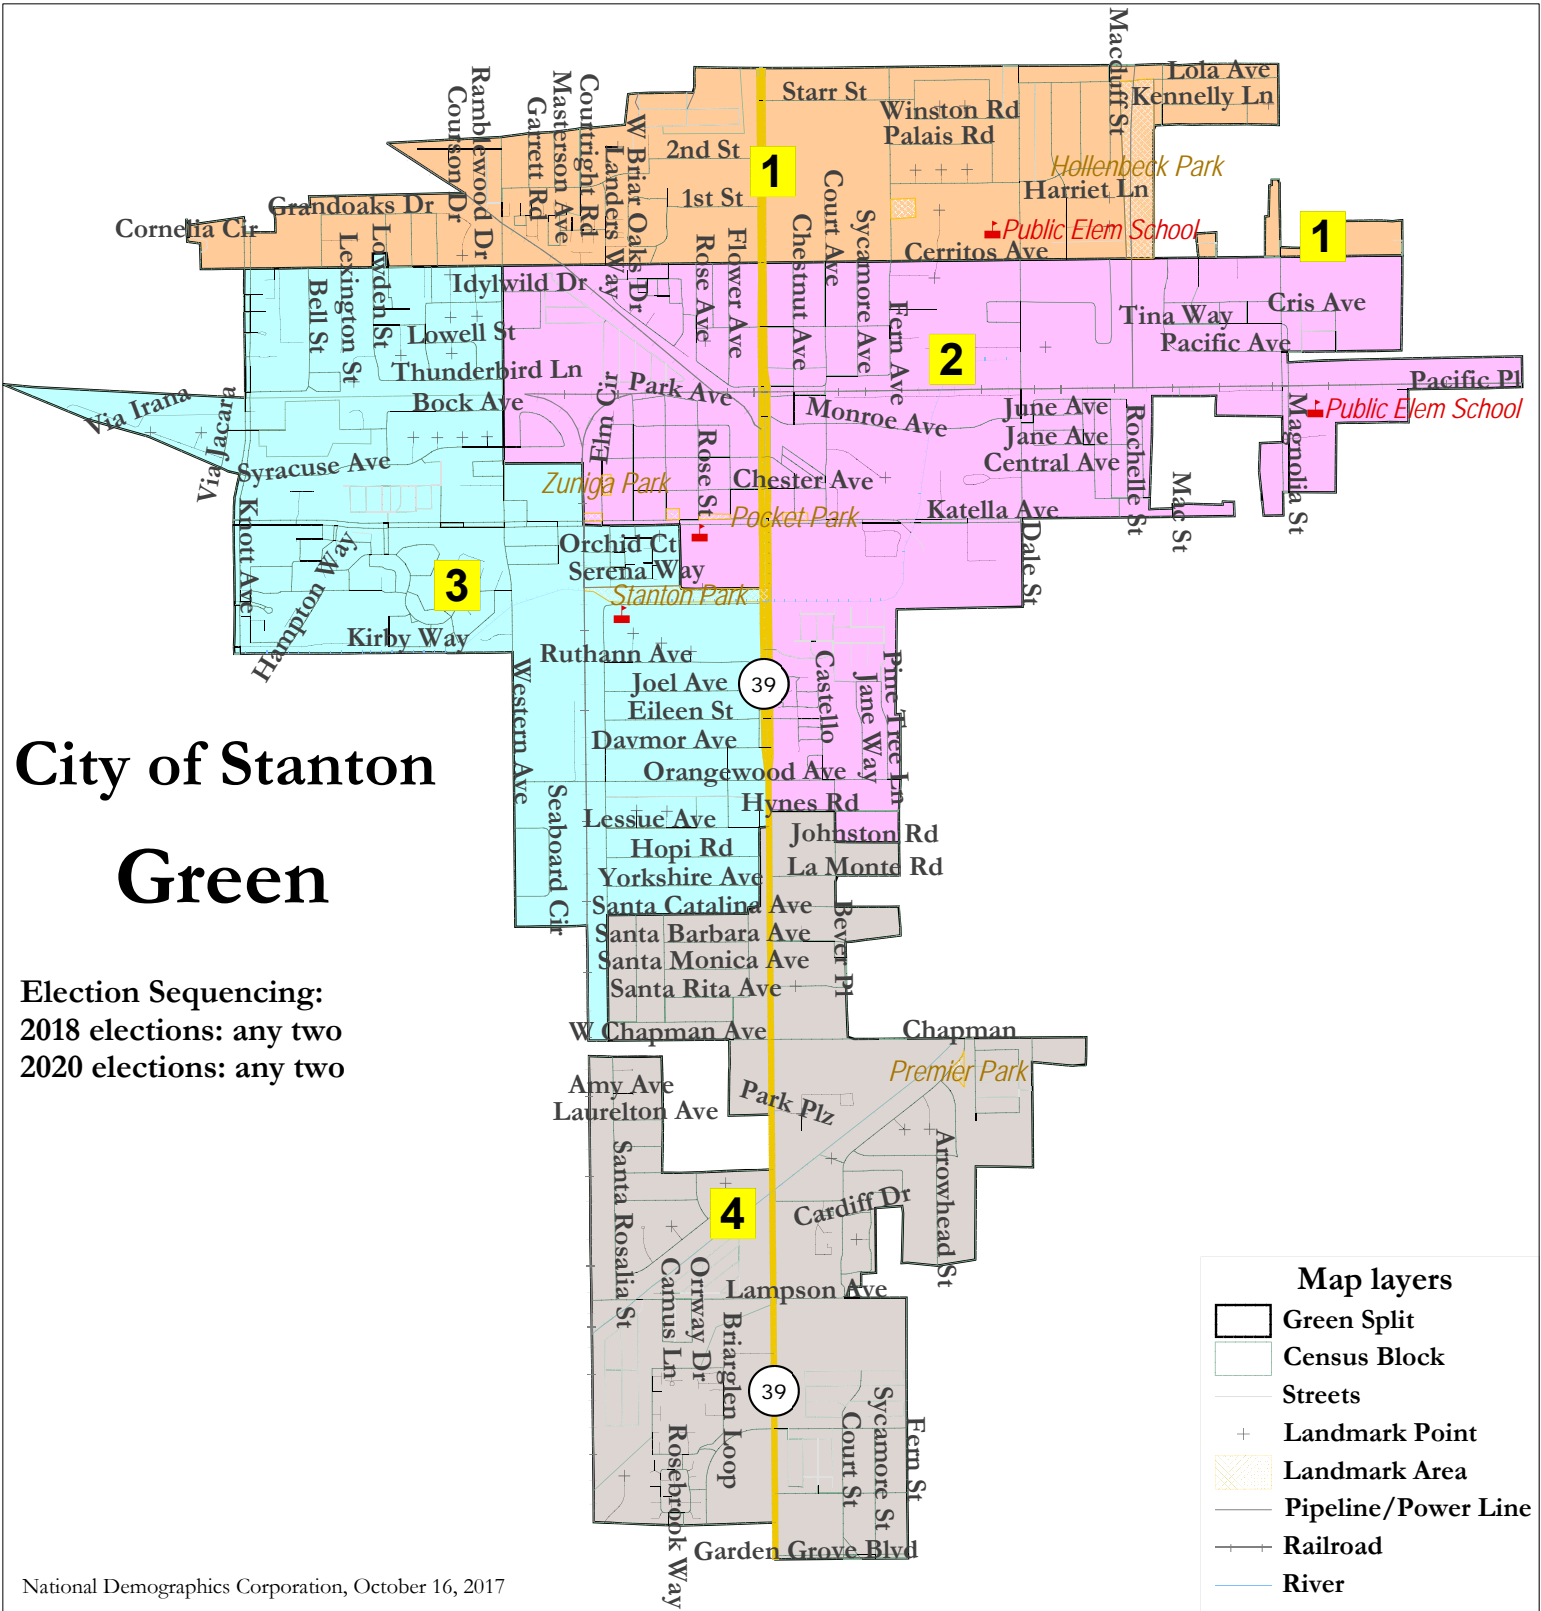 Macduff St
Lola Ave
Kennelly Ln
Starr St
Winston Rd
Palais Rd
Ramblewood Dr
Courson Dr
Masterson Ave
Garrett Rd
Courtright Rd
Landers Way
W Briar Oaks Dr
2nd St
1
1st St
Hollenbeck Park
Harriet Ln
Public Elem School
Cerritos Ave
1
Grandoaks Dr
Cornelia Cir
Lowden St
Lexington St
Bell St
Idylwild Dr
Rose Ave
Flower Ave
Chestnut Ave
Court Ave
Sycamore Ave
Fern Ave
Cris Ave
Tina Way
Pacific Ave
2
Lowell St
Thunderbird Ln
Park Ave
Bock Ave
Elm Cir
Monroe Ave
June Ave
Jane Ave
Central Ave
Rochelle St
Pacific Pl
Public Elem School
Magnolia St
Mac St
Via Irana
Via Jacara
Syracuse Ave
Zuniga Park
Rose St
Chester Ave
Pocket Park
Katella Ave
Dale St
Knott Ave
Hampton Way
3
Orchid Ct
Serena Way
Stanton Park
Kirby Way
Ruthann Ave
Western Ave
Joel Ave
39
Eileen St
Davmor Ave
Castello
Jane Way
Pine Tree Ln
City of Stanton
Green
Orangewood Ave
Hynes Rd
Seaboard Cir
Lessue Ave
Johnston Rd
Hopi Rd
La Monte Rd
Yorkshire Ave
Santa Catalina Ave
Bever Pl
Santa Barbara Ave
Santa Monica Ave
Santa Rita Ave
Election Sequencing:
2018 elections: any two
2020 elections: any two
W Chapman Ave
Chapman
Premier Park
Amy Ave
Park Plz
Laurelton Ave
Santa Rosalia St
Arrowhead St
4
Cardiff Dr
Lampson Ave
Camus Ln
Orrway Dr
Briarglen Loop
39
Rosebrook Way
Court St
Sycamore St
Fern St
Garden Grove Blvd
Map layers
Green Split
Census Block
Streets
Landmark Point
Landmark Area
Pipeline/Power Line
Railroad
River
National Demographics Corporation, October 16, 2017